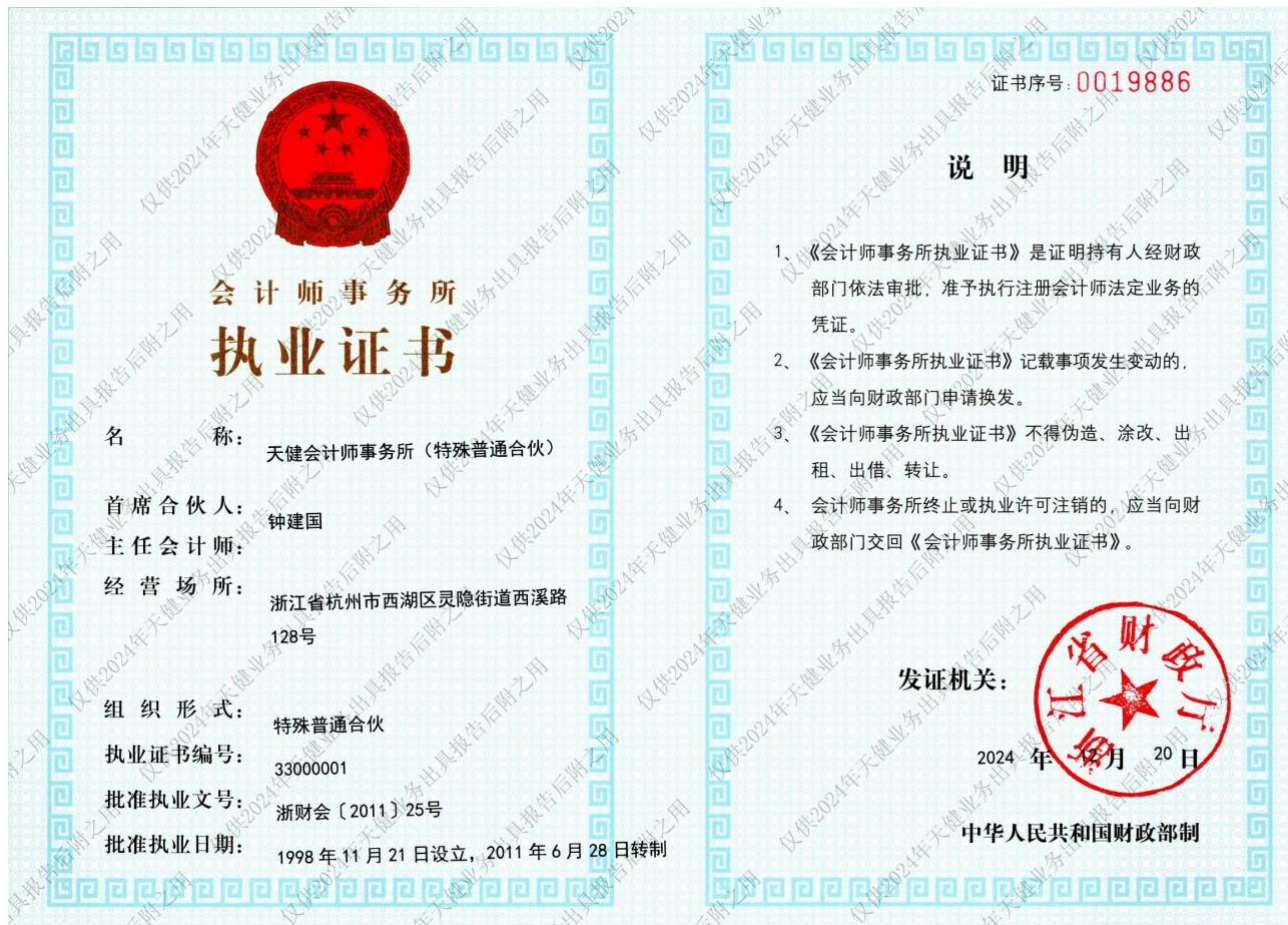 会计师事务所
执业证书
名 称：
天健会计师事务所（特殊普通合伙）
首席合伙人：
钟建国
主任会计师：
经营场所：
浙江省杭州市西湖区灵隐街道西溪路
128号
组织形式：
特殊普通合伙
执业证书编号：
33000001
批准执业文号：
浙财会〔2011〕25号
批准执业日期：
1998 年 11 月 21 日设立，2011 年 6 月 28 日转制
证书序号：0019886
说 明
1、《会计师事务所执业证书》是证明持有人经财政
部门依法审批，准予执行注册会计师法定业务的
凭证。
2、《会计师事务所执业证书》记载事项发生变动的，
应当向财政部门申请换发。
3、《会计师事务所执业证书》不得伪造、涂改、出
租、出借、转让。
4、 会计师事务所终止或执业许可注销的，应当向财
政部门交回《会计师事务所执业证书》。
发证机关：
浙江省财政厅
2024 年 12月 20日
中华人民共和国财政部制
仅供2024年天健业务出具报告后附之用